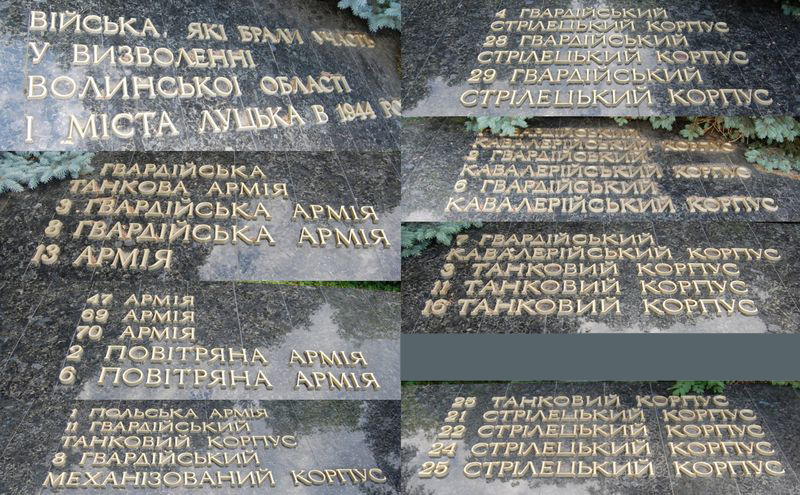 ВІЙСЬКА, ЯКІ БРАЛИ УЧАСТЬ
У ВИЗВОЛЕННІ
ВОЛИНСЬКОЇ ОБЛАСТІ
І МІСТА ЛУЦЬКА В 1944 РО
ГВАРДІЙСЬКА
ТАНКОВА АРМІЯ
3 ГВАРДІЙСЬКА АРМІЯ
8 ГВАРДІЙСЬКА АРМІЯ
13 АРМІЯ
47 АРМІЯ
69 АРМІЯ
70 АРМІЯ
2 ПОВІТРЯНА АРМІЯ
6 ПОВІТРЯНА АРМІЯ
1 ПОЛЬСЬКА АРМІЯ
11 ГВАРДІЙСЬКИЙ
ТАНКОВИЙ КОРПУС
8 ГВАРДІЙСЬКИЙ
МЕХАНІЗОВАНИЙ КОРПУС
4 ГВАРДІЙСЬКИЙ
СТРІЛЕЦЬКИЙ КОРПУС
28 ГВАРДІЙСЬКИЙ
СТРІЛЕЦЬКИЙ КОРПУС
29 ГВАРДІЙСЬКИЙ
СТРІЛЕЦЬКИЙ КОРПУС
КАВАЛЕРІЙСЬКИЙ КОРПУС
2 ГВАРДІЙСЬКИЙ
КАВАЛЕРІЙСЬКИЙ КОРПУС
6 ГВАРДІЙСЬКИЙ
КАВАЛЕРІЙСЬКИЙ КОРПУС
7 ГВАРДІЙСЬКИЙ
КАВАЛЕРІЙСЬКИЙ КОРПУС
3 ТАНКОВИЙ КОРПУС
11 ТАНКОВИЙ КОРПУС
16 ТАНКОВИЙ КОРПУС
25 ТАНКОВИЙ КОРПУС
21 СТРІЛЕЦЬКИЙ КОРПУС
22 СТРІЛЕЦЬКИЙ КОРПУС
24 СТРІЛЕЦЬКИЙ КОРПУС
25 СТРІЛЕЦЬКИЙ КОРПУС